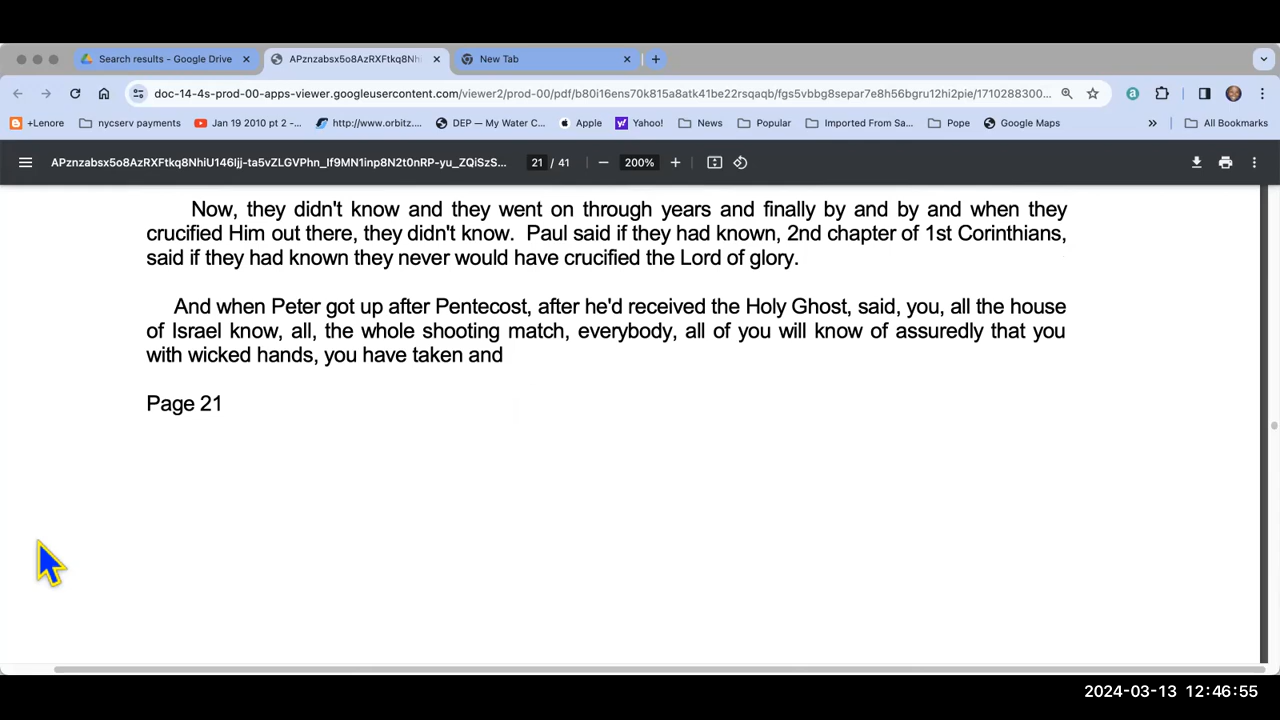 Search results - Google Drive
APznzabsx5o8AzRXFtkq8Nh
New Tab
doc-14-4s-prod-00-apps-viewer.googleusercontent.com/viewer2/prod-00/pdf/b80i16ens70k815a8atk41be22rsqaqb/fgs5vbbg8separ7e8h56bgru12hi2pie/1710288300...
+Lenore
nycserv payments
Jan 19 2010 pt 2 -...
http://www.orbitz....
DEP — My Water C...
Apple
Yahoo!
News
Popular
Imported From Sa...
Pope
Google Maps
»
All Bookmarks
APznzabsx5o8AzRXFtkq8NhiU146Ijj-ta5vZLGVPhn_If9MN1inp8N2t0nRP-yu_ZQiSzS...
21 / 41
200%
Now, they didn't know and they went on through years and finally by and by and when they
crucified Him out there, they didn't know. Paul said if they had known, 2nd chapter of 1st Corinthians,
said if they had known they never would have crucified the Lord of glory.
And when Peter got up after Pentecost, after he'd received the Holy Ghost, said, you, all the house
of Israel know, all, the whole shooting match, everybody, all of you will know of assuredly that you
with wicked hands, you have taken and
Page 21
2024-03-13 12:46:55